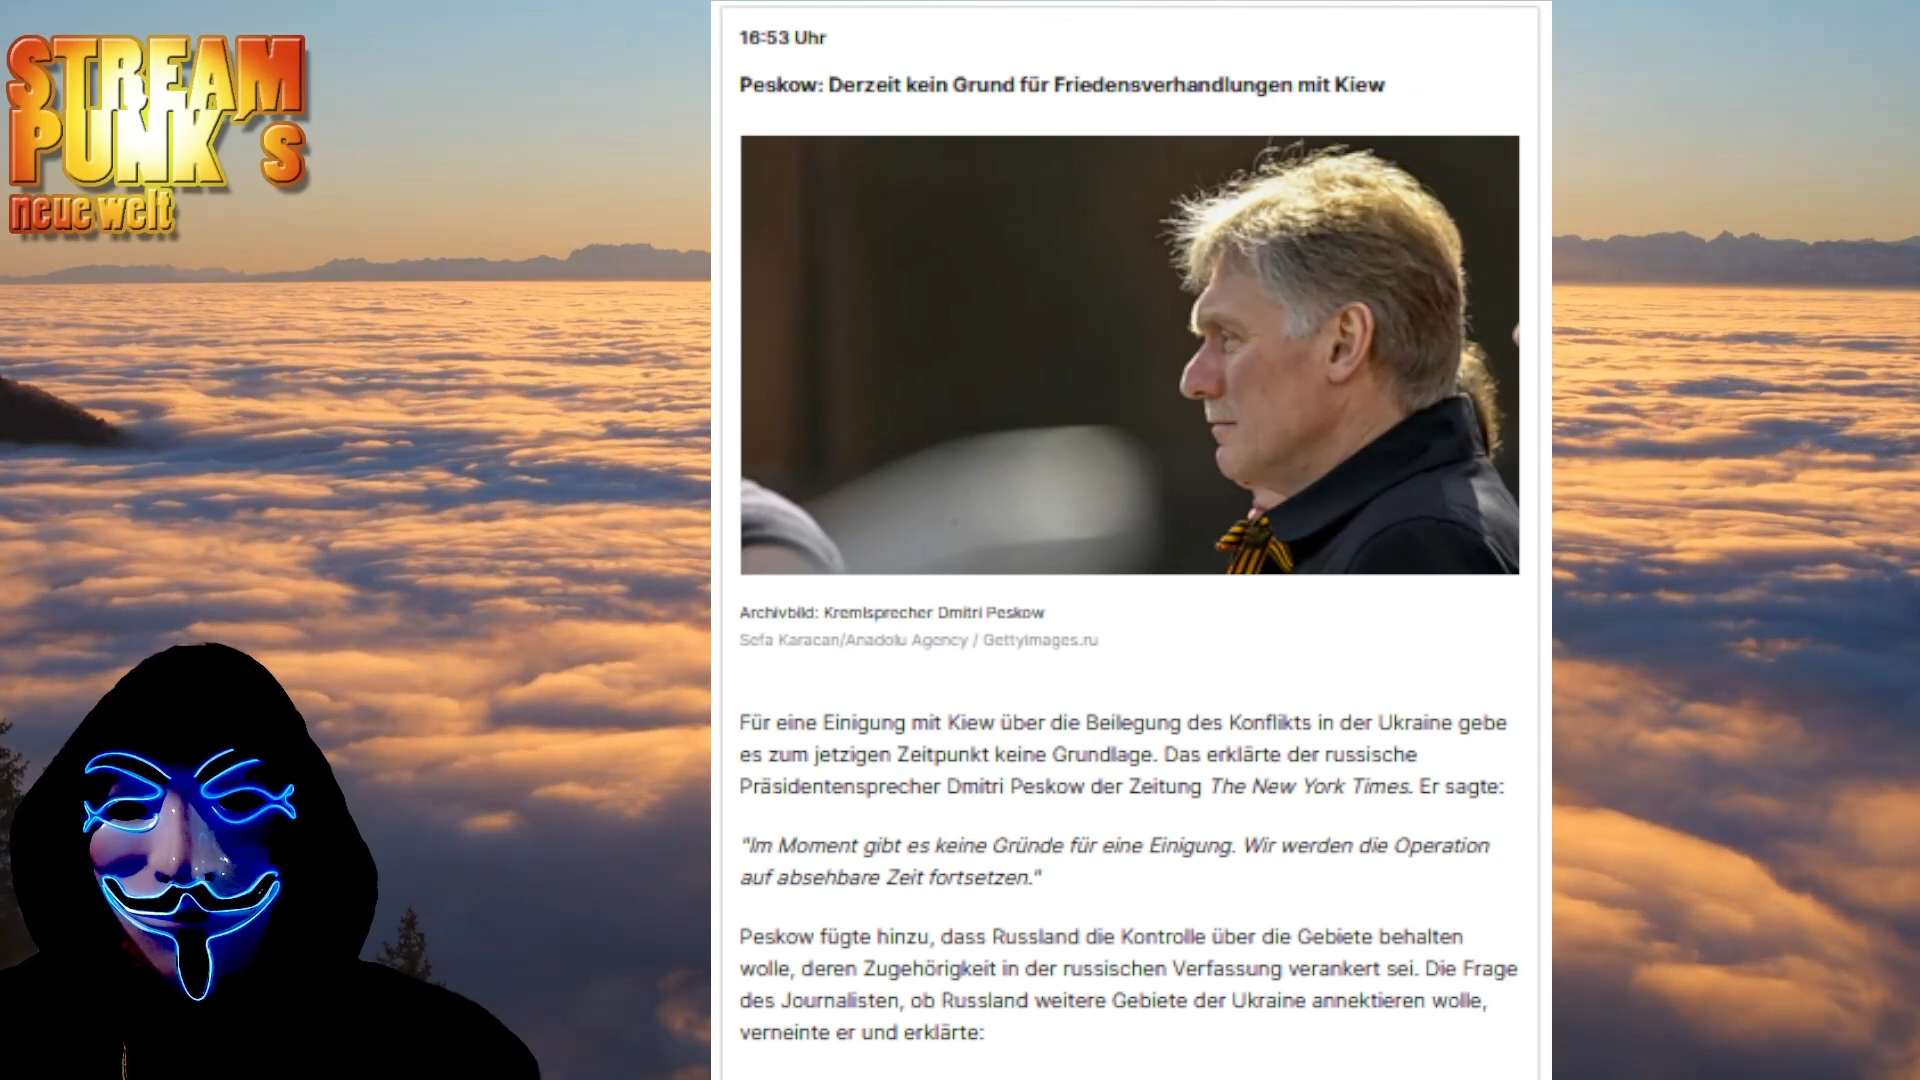 STREAM
PUNK´S
neue welt
16:53 Uhr
Peskow: Derzeit kein Grund für Friedensverhandlungen mit Kiew
Archivbild: Kremlsprecher Dmitri Peskow
Sefa Karacan/Anadolu Agency / Gettyimages.ru
Für eine Einigung mit Kiew über die Beilegung des Konflikts in der Ukraine gebe
es zum jetzigen Zeitpunkt keine Grundlage. Das erklärte der russische
Präsidentensprecher Dmitri Peskow der Zeitung The New York Times. Er sagte:
"Im Moment gibt es keine Gründe für eine Einigung. Wir werden die Operation
auf absehbare Zeit fortsetzen."
Peskow fügte hinzu, dass Russland die Kontrolle über die Gebiete behalten
wolle, deren Zugehörigkeit in der russischen Verfassung verankert sei. Die Frage
des Journalisten, ob Russland weitere Gebiete der Ukraine annektieren wolle,
verneinte er und erklärte: